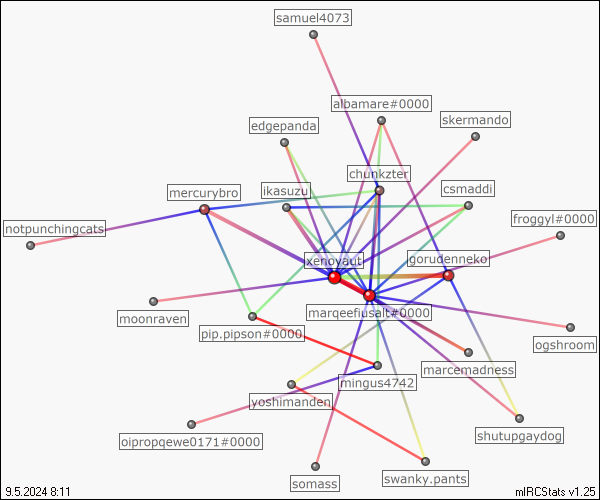 samuel4073
albamare#0000
skermando
edgepanda
chunkzter
mercurybro
ikasuzu
csmaddi
froggyl#0000
notpunchingcats
xenoyaut
gorudenneko
moonraven
marqeefiusalt#0000
pip.pipson#0000
ogshroom
marcemadness
mingus4742
yoshimanden
shutupgaydog
oipropqewe0171#0000
somass
swanky.pants
9.5.2024 8:11
mIRCStats v1.25